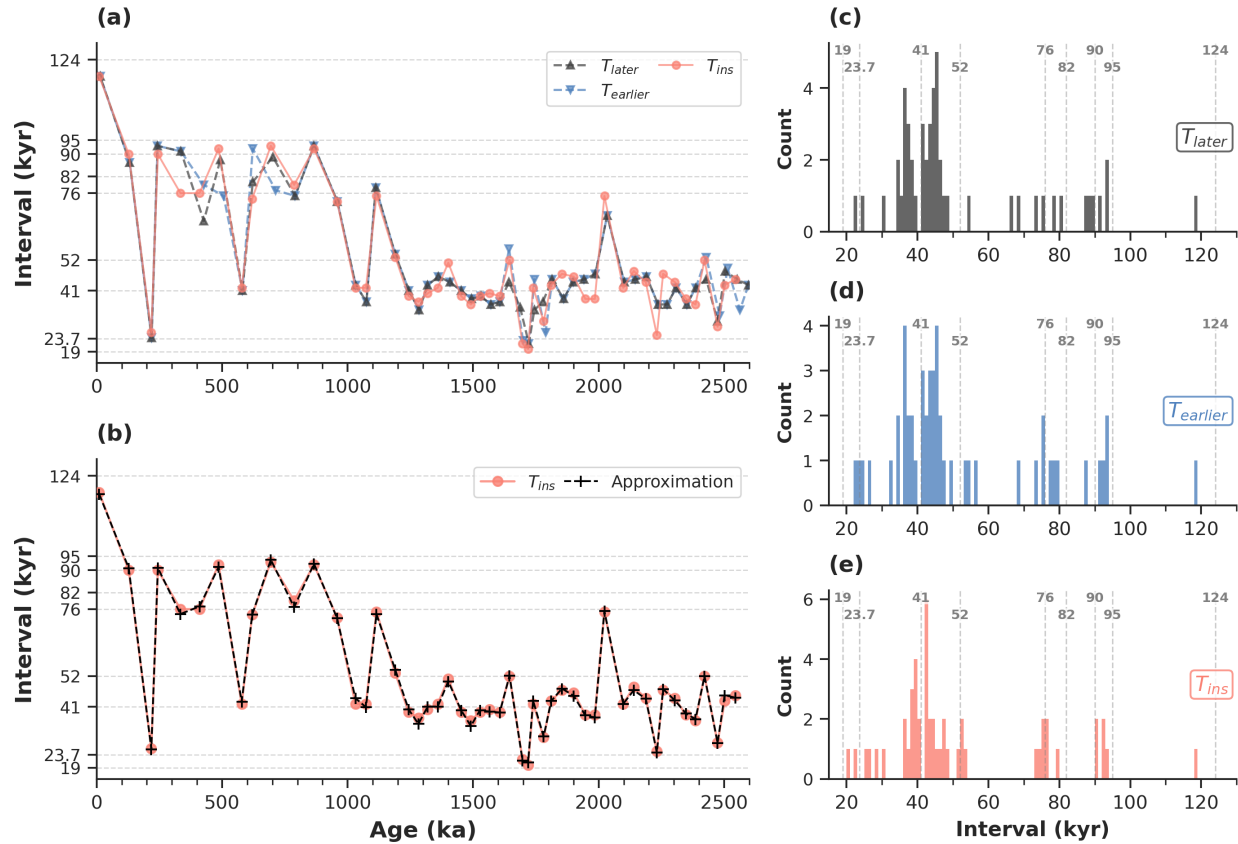 (a)
Interval (kyr)
124
95
90
82
76
52
41
23.7
19
T_later
T_earlier
T_ins
0 500 1000 1500 2000 2500
(b)
Interval (kyr)
124
95
90
82
76
52
41
23.7
19
T_ins
Approximation
0 500 1000 1500 2000 2500
Age (ka)
(c)
Count
4
2
0
19 41 76 90 124
23.7 52 82 95
T_later
20 40 60 80 100 120
(d)
Count
4
3
2
1
0
19 41 76 90 124
23.7 52 82 95
T_earlier
20 40 60 80 100 120
(e)
Count
6
4
2
0
19 41 76 90 124
23.7 52 82 95
T_ins
20 40 60 80 100 120
Interval (kyr)